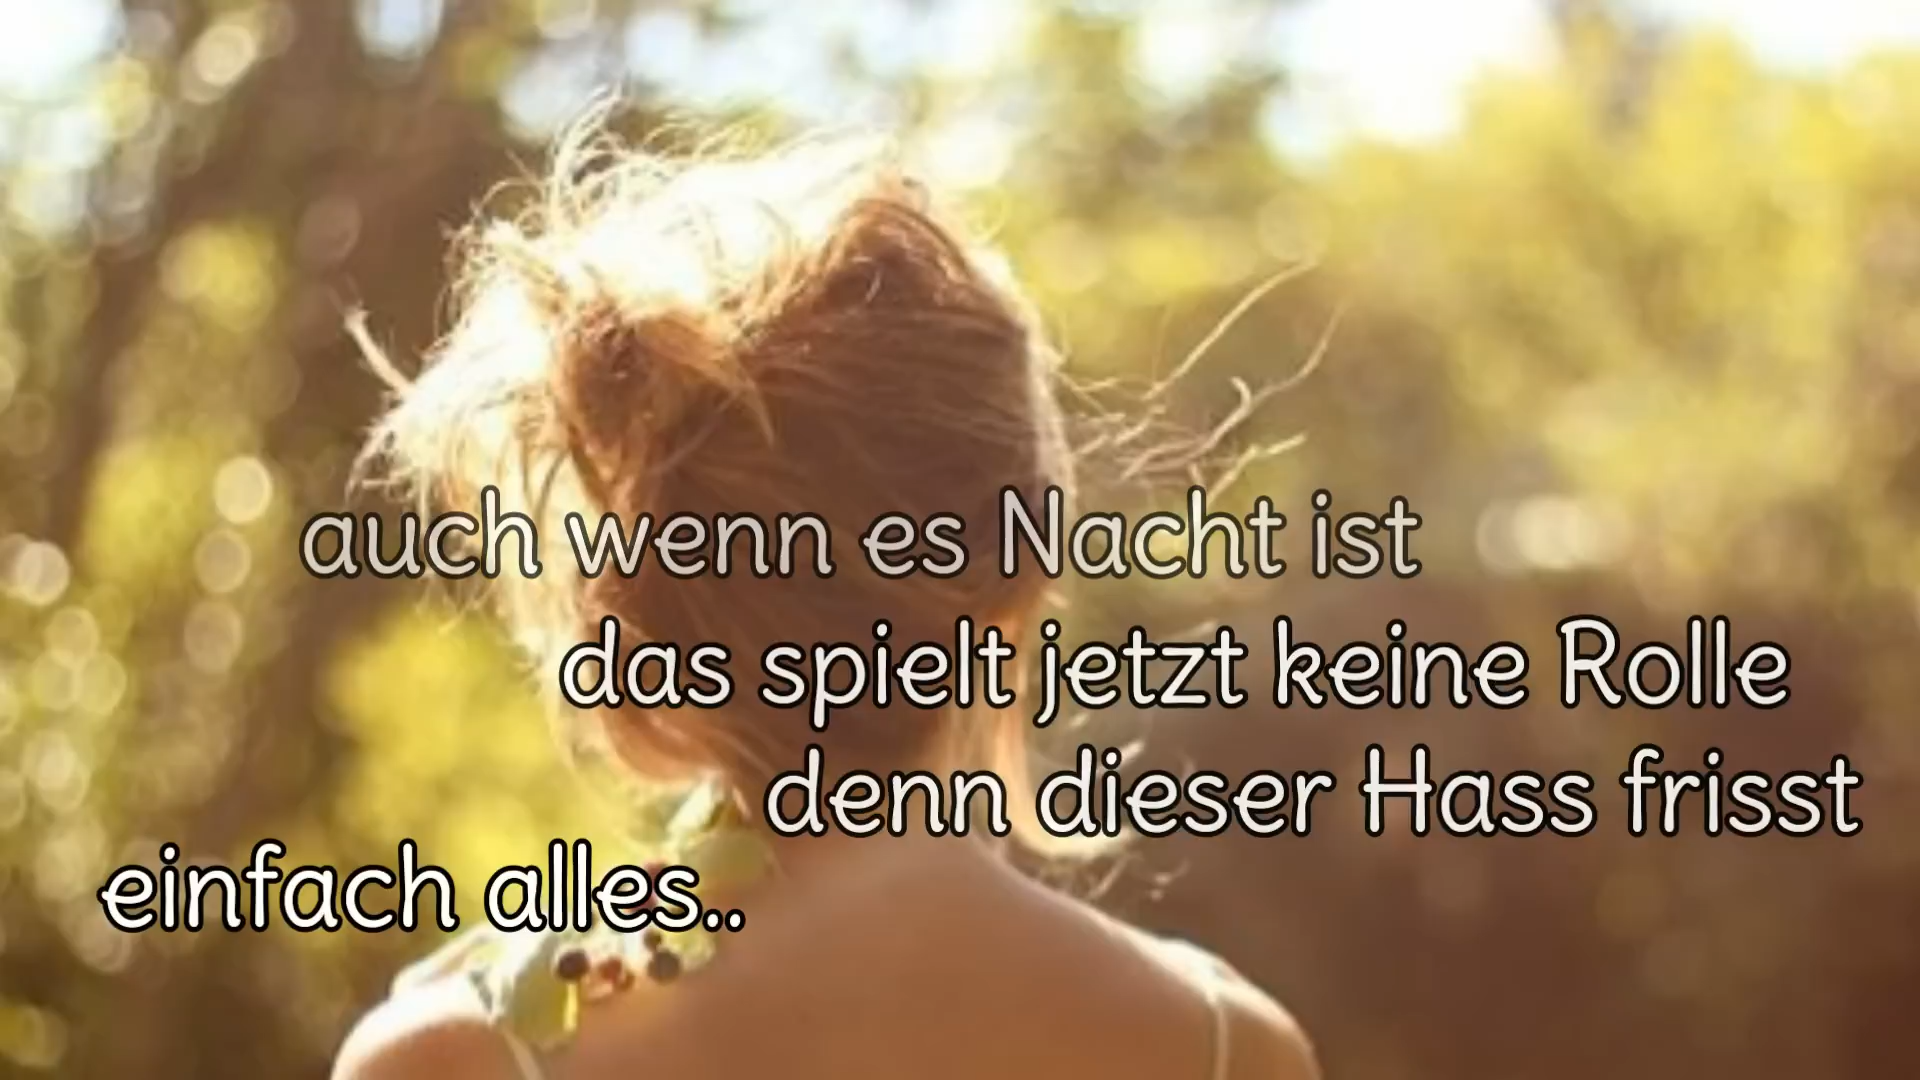 auch wenn es Nacht ist
das spielt jetzt keine Rolle
denn dieser Hass frisst
einfach alles..